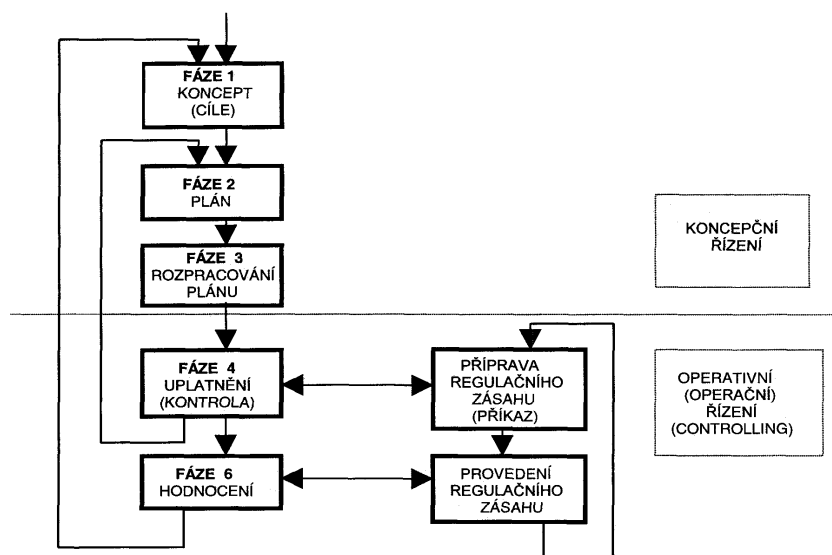 FÁZE 1
KONCEPT
(CÍLE)
FÁZE 2
PLÁN
FÁZE 3
ROZPRACOVÁNÍ
PLÁNU
KONCEPČNÍ
ŘÍZENÍ
FÁZE 4
UPLATNĚNÍ
(KONTROLA)
PŘÍPRAVA
REGULAČNÍHO
ZÁSAHU
(PŘÍKAZ)
OPERATIVNÍ
(OPERAČNÍ)
ŘÍZENÍ
(CONTROLLING)
FÁZE 6
HODNOCENÍ
PROVEDENÍ
REGULAČNÍHO
ZÁSAHU